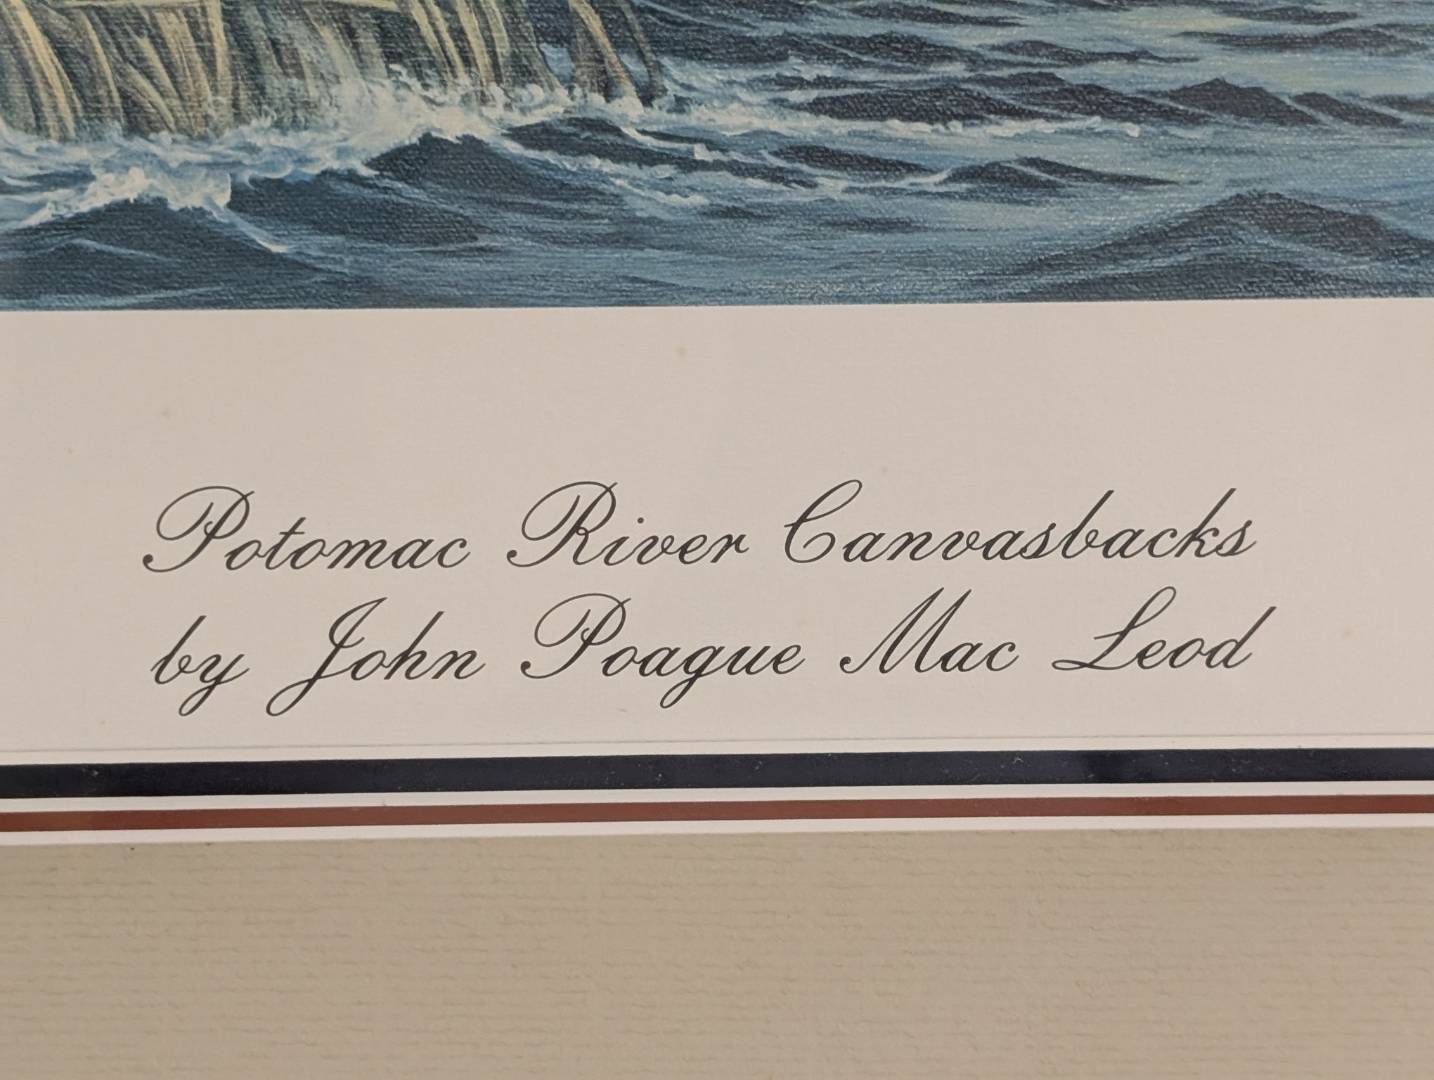 Potomac River Canvasbacks
by John Poague Mac Leod